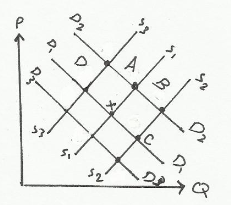 P
D₂
S₃
D₁
D
A
S₁
D₃
B
S₂
X
S₃
C
D₂
S₁
D₁
S₂
D₃
Q